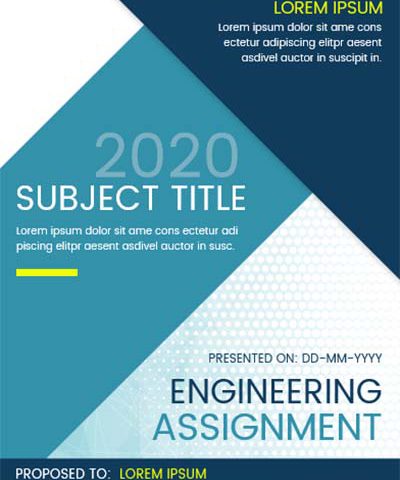 LOREM IPSUM
Lorem ipsum dolor sit ame cons
ectetur adipiscing elitpr aesent
asdivel auctor in suscipit in.
2020
SUBJECT TITLE
Lorem ipsum dolor sit ame cons ectetur adi
piscing elitpr aesent asdivel auctor in susc.
PRESENTED ON: DD-MM-YYYY
ENGINEERING
ASSIGNMENT
PROPOSED TO: LOREM IPSUM